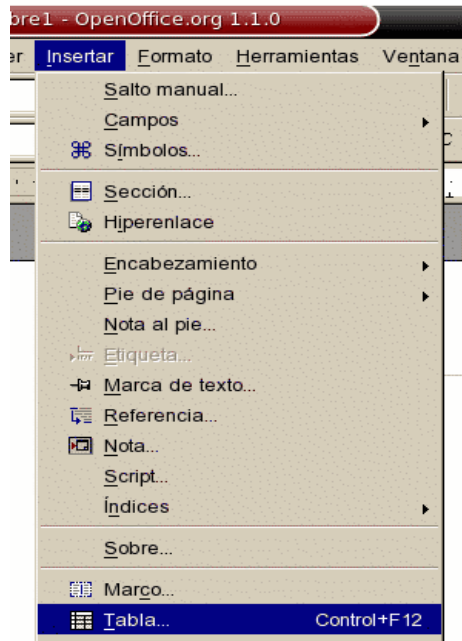 bre1 - OpenOffice.org 1.1.0
er Insertar Formato Herramientas Ventana
Salto manual...
Campos
Símbolos...
Sección...
Hiperenlace
Encabezamiento
Pie de página
Nota al pie...
Etiqueta...
Marca de texto...
Referencia...
Nota...
Script...
Índices
Sobre...
Marco...
Tabla... Control+F12